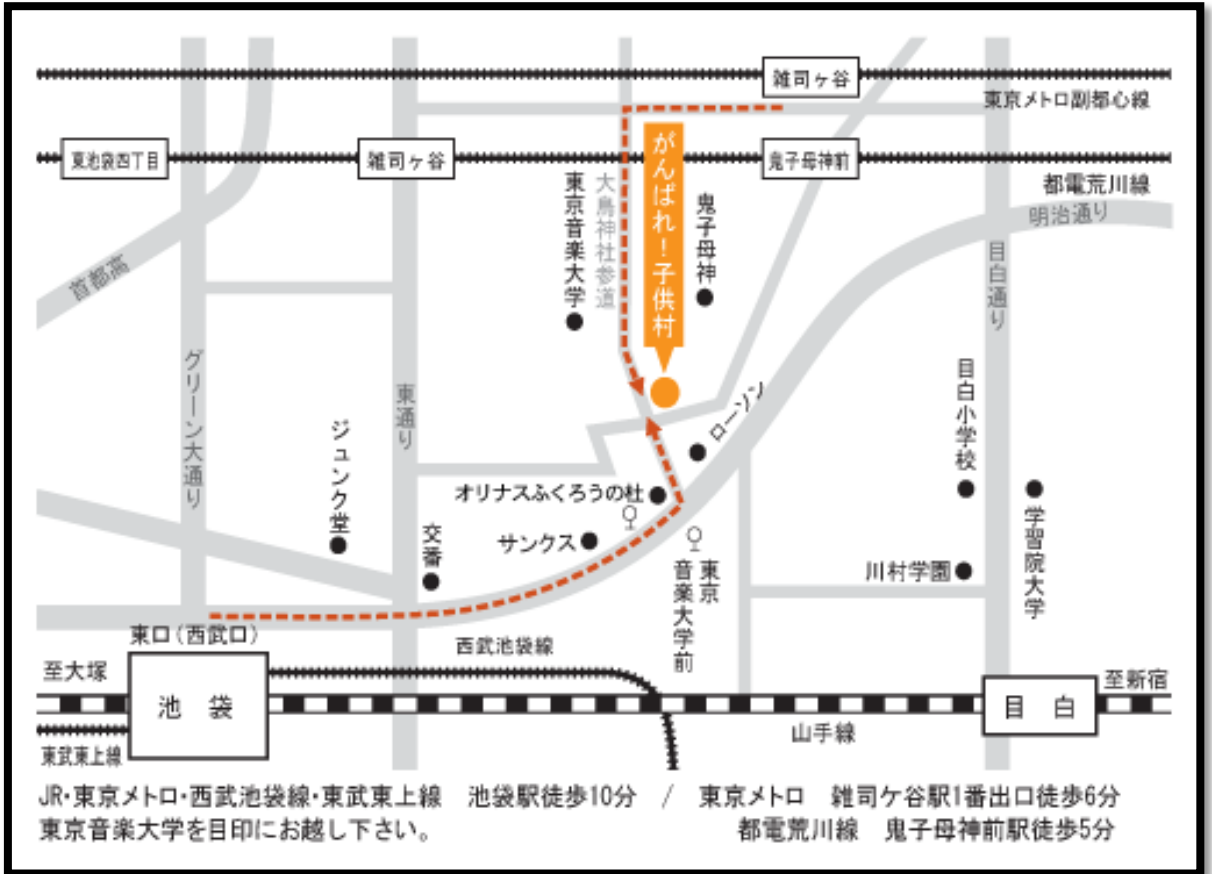 雑司ヶ谷
東京メトロ副都心線
東池袋四丁目
雑司ヶ谷
鬼子母神前
都電荒川線
明治通り
がんばれ！子供村
大鳥神社参道
東京音楽大学
鬼子母神
首都高
目白通り
グリーン大通り
東通り
ジュンク堂
ローソン
目白小学校
オリナスふくろうの杜
交番
サンクス
学習院大学
川村学園
東京
音楽大学前
東口（西武口）
西武池袋線
至大塚
池 袋
至新宿
目 白
山手線
東武東上線
JR・東京メトロ・西武池袋線・東武東上線　池袋駅徒歩10分　/　東京メトロ　雑司ケ谷駅1番出口徒歩6分
東京音楽大学を目印にお越し下さい。　都電荒川線　鬼子母神前駅徒歩5分